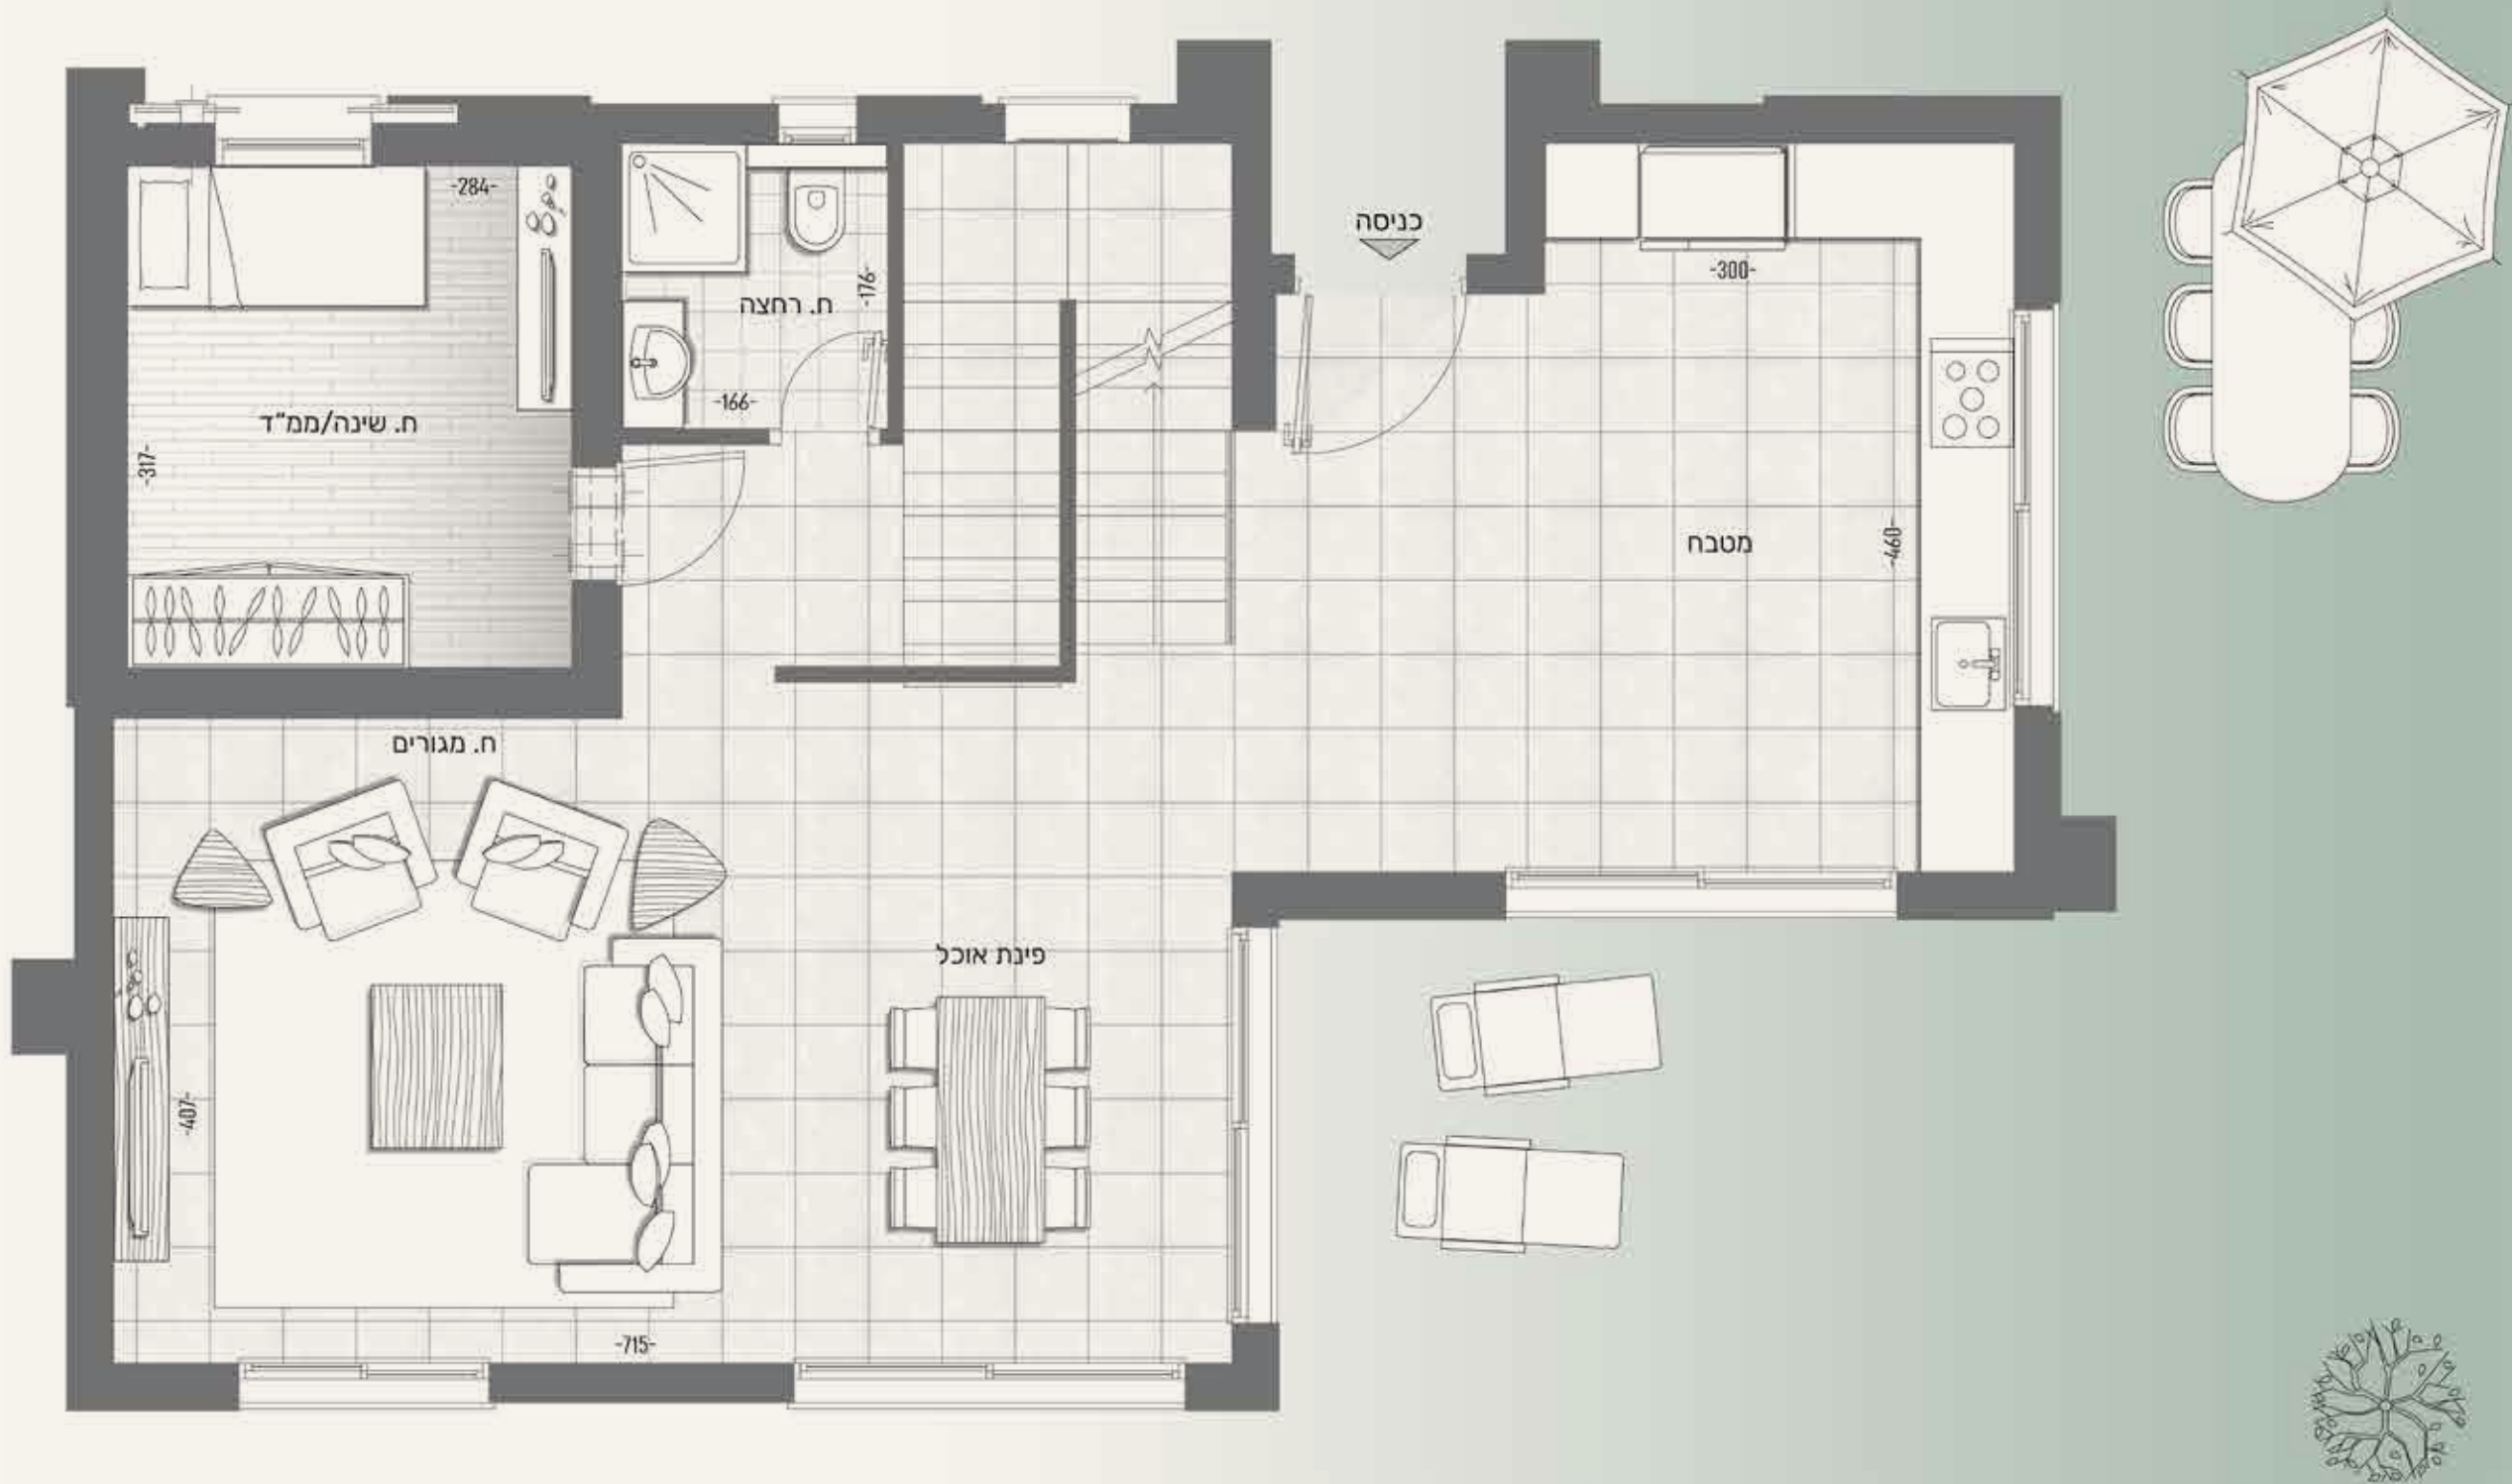 כניסה
-284-
-300-
-176-
ח. רחצה
-166-
ח. שינה/ממ"ד
-317-
מטבח
-460-
ח. מגורים
פינת אוכל
-407-
-715-